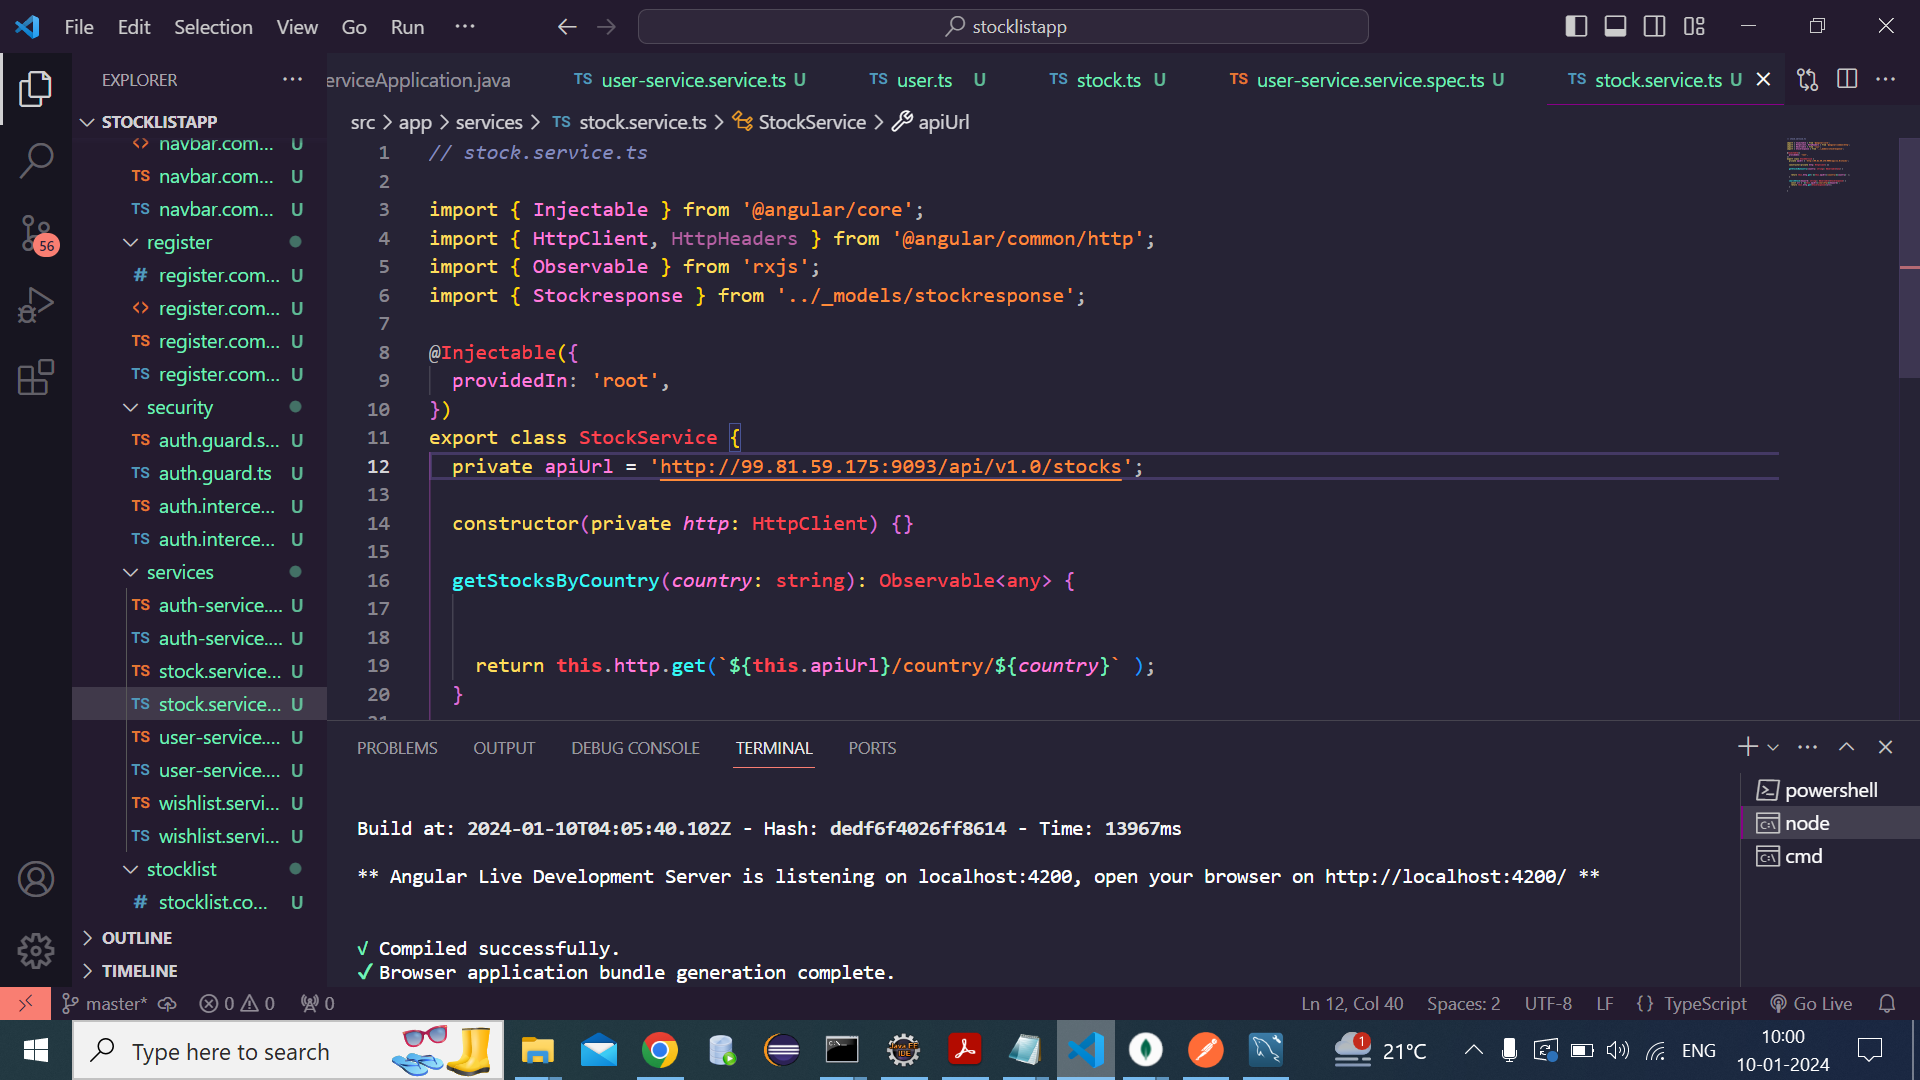 File Edit Selection View Go Run ··· stocklistapp
EXPLORER ···
erviceApplication.java TS user-service.service.ts U TS user.ts U TS stock.ts U TS user-service.service.spec.ts U TS stock.service.ts U
STOCKLISTAPP
<> navbar.com... U
TS navbar.com... U
TS navbar.com... U
register
# register.com... U
<> register.com... U
TS register.com... U
TS register.com... U
security
TS auth.guard.s... U
TS auth.guard.ts U
TS auth.interce... U
TS auth.interce... U
services
TS auth-service.... U
TS auth-service.... U
TS stock.service... U
TS stock.service... U
TS user-service.... U
TS user-service.... U
TS wishlist.servi... U
TS wishlist.servi... U
stocklist
# stocklist.co... U
OUTLINE
TIMELINE
56
src > app > services > TS stock.service.ts > StockService > apiUrl
1 // stock.service.ts
2
3 import { Injectable } from '@angular/core';
4 import { HttpClient, HttpHeaders } from '@angular/common/http';
5 import { Observable } from 'rxjs';
6 import { Stockresponse } from '../_models/stockresponse';
7
8 @Injectable({
9 providedIn: 'root',
10 })
11 export class StockService {
12 private apiUrl = 'http://99.81.59.175:9093/api/v1.0/stocks';
13
14 constructor(private http: HttpClient) {}
15
16 getStocksByCountry(country: string): Observable<any> {
17
18
19 return this.http.get(`${this.apiUrl}/country/${country}` );
20 }
PROBLEMS OUTPUT DEBUG CONSOLE TERMINAL PORTS
Build at: 2024-01-10T04:05:40.102Z - Hash: dedf6f4026ff8614 - Time: 13967ms
** Angular Live Development Server is listening on localhost:4200, open your browser on http://localhost:4200/ **
√ Compiled successfully.
✔ Browser application bundle generation complete.
powershell
node
cmd
master* 0 0 0 Ln 12, Col 40 Spaces: 2 UTF-8 LF {} TypeScript Go Live
Type here to search 1 21°C ENG 10:00
10-01-2024